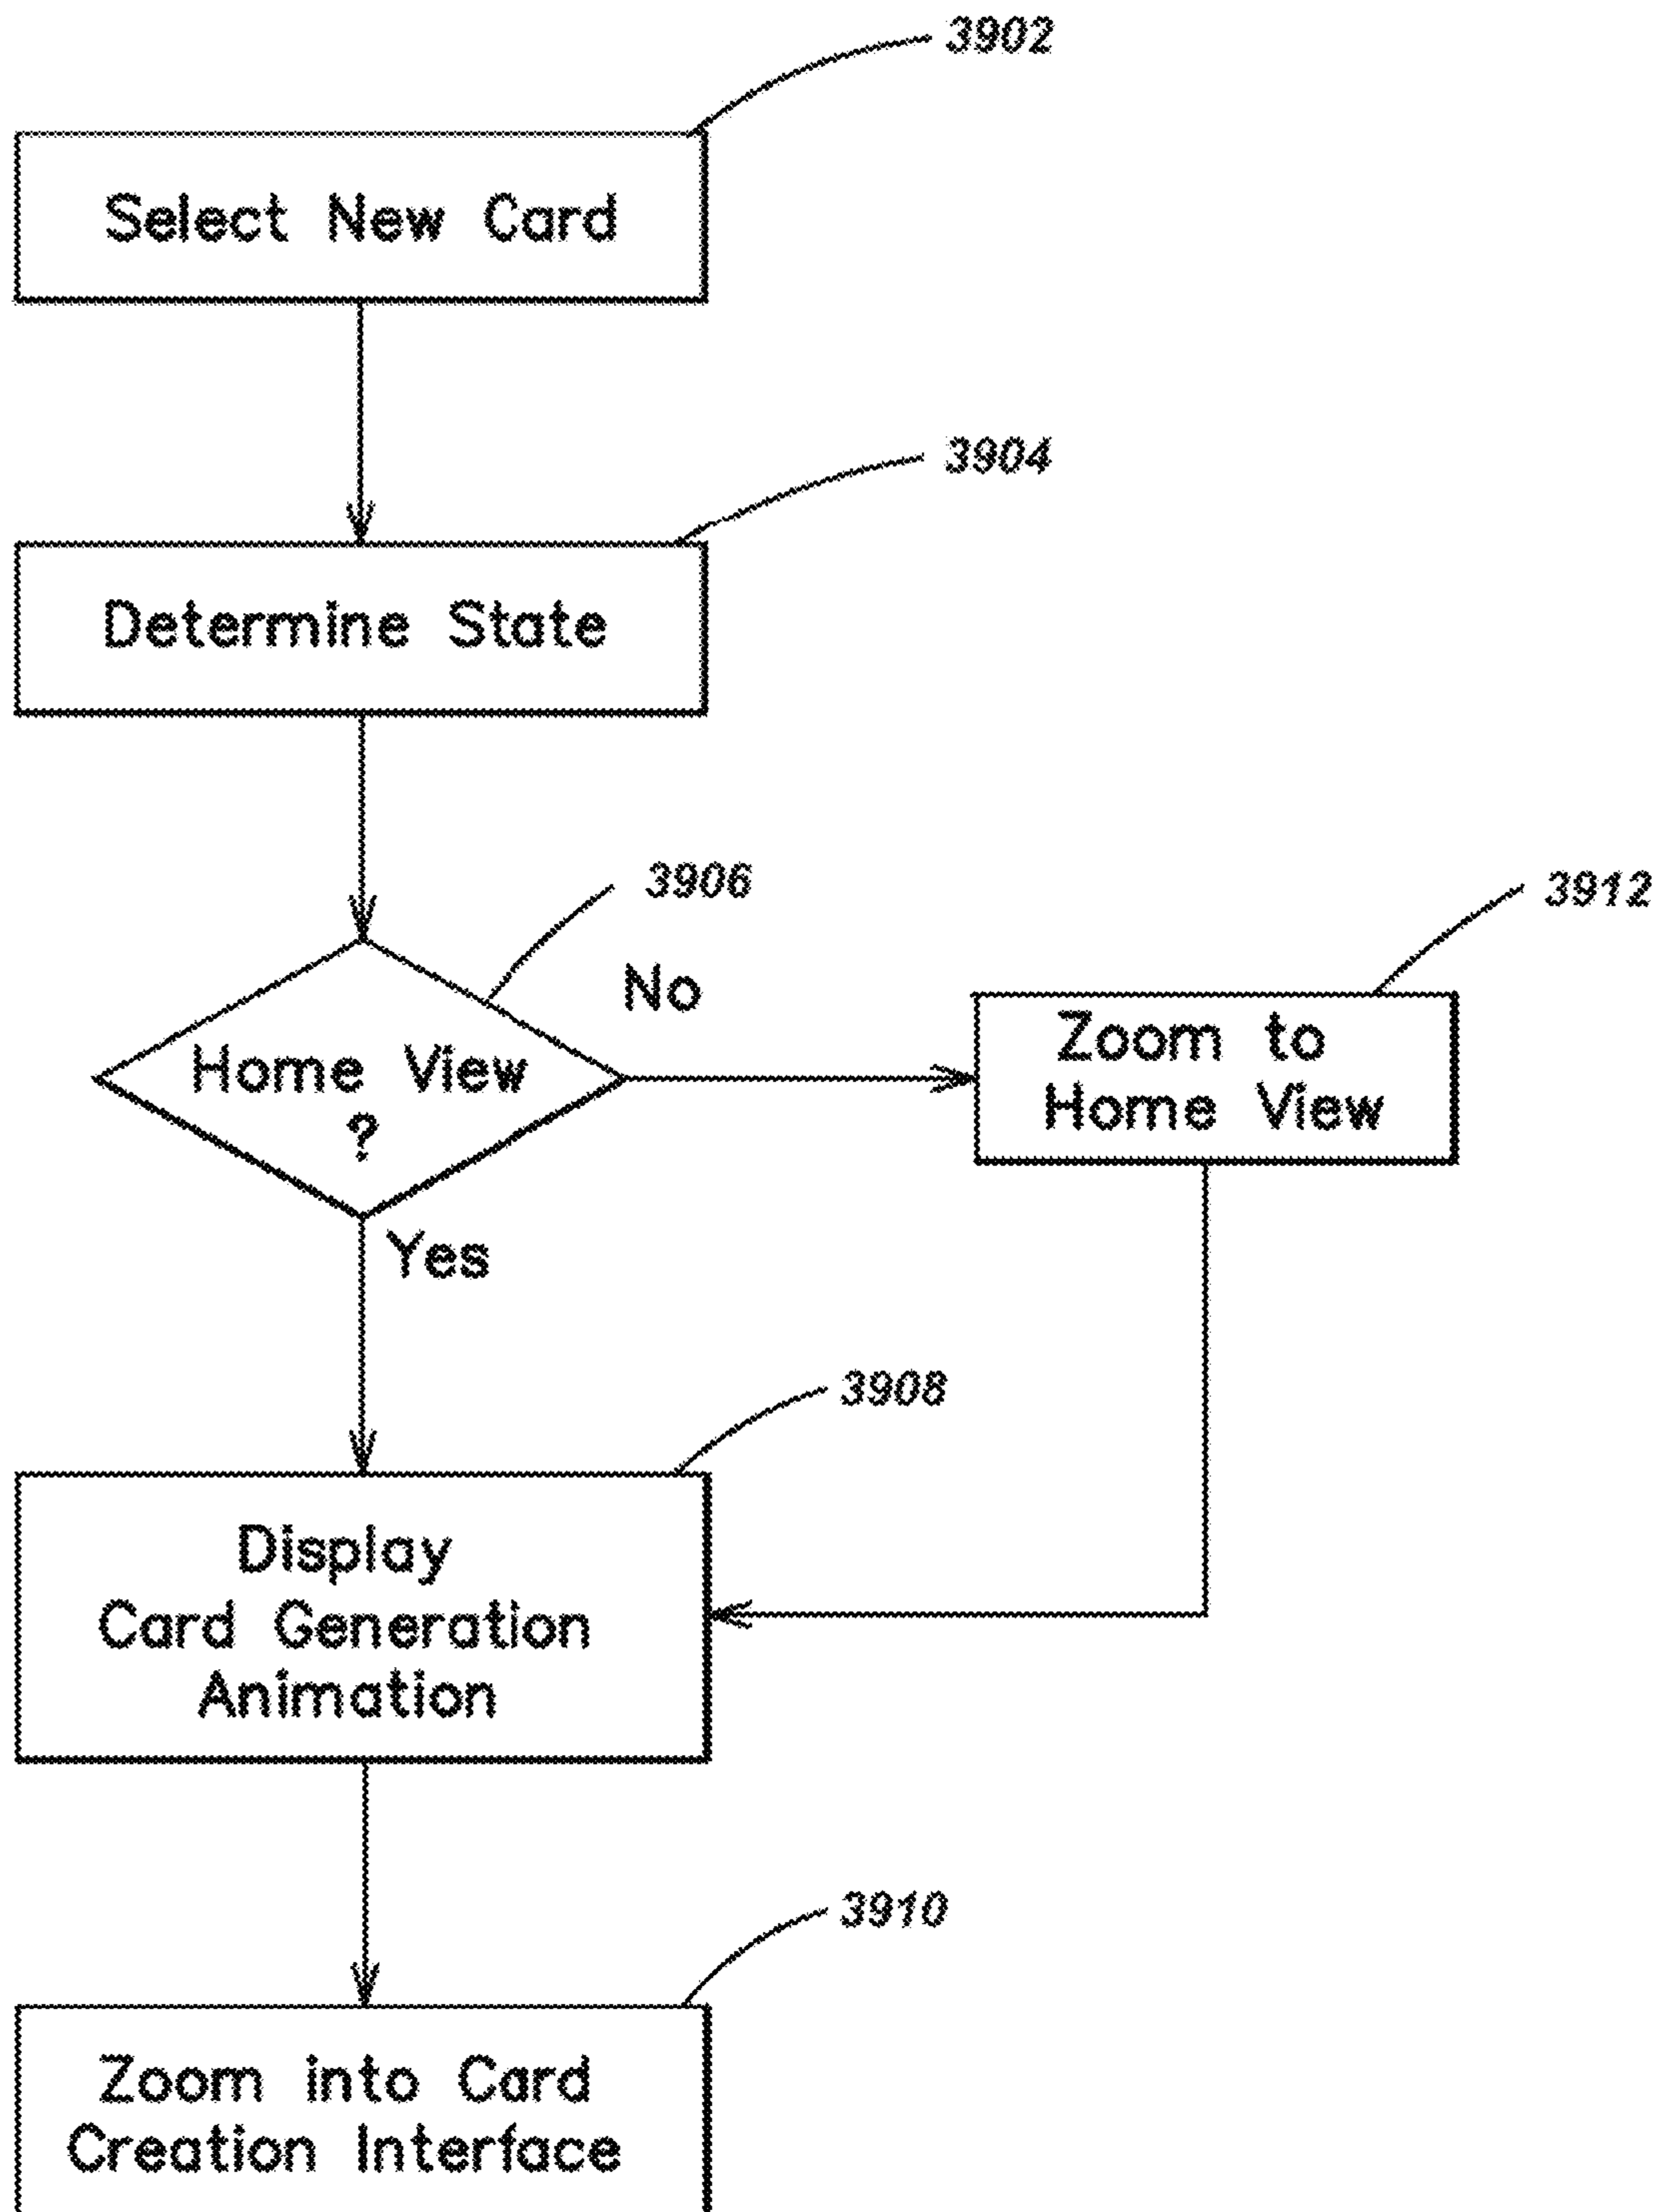 3902
Select New Card
3904
Determine State
3906
3912
No
Home View
?
Zoom to
Home View
Yes
3908
Display
Card Generation
Animation
3910
Zoom into Card
Creation Interface